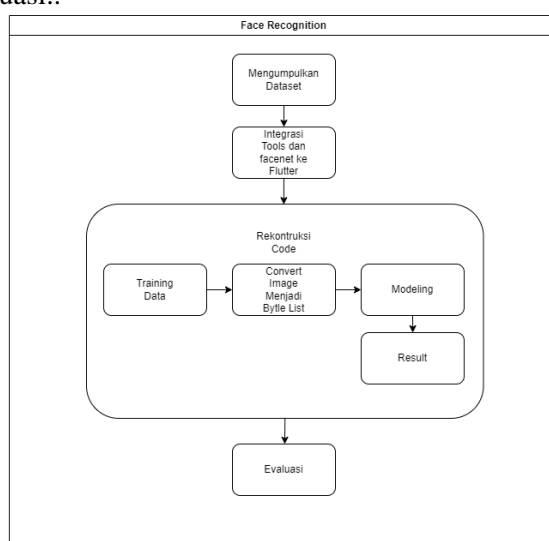 uasi..
Face Recognition
Mengumpulkan
Dataset
Integrasi
Tools dan
facenet ke
Flutter
Rekontruksi
Code
Training
Data
Convert
Image
Menjadi
Bytle List
Modeling
Result
Evaluasi